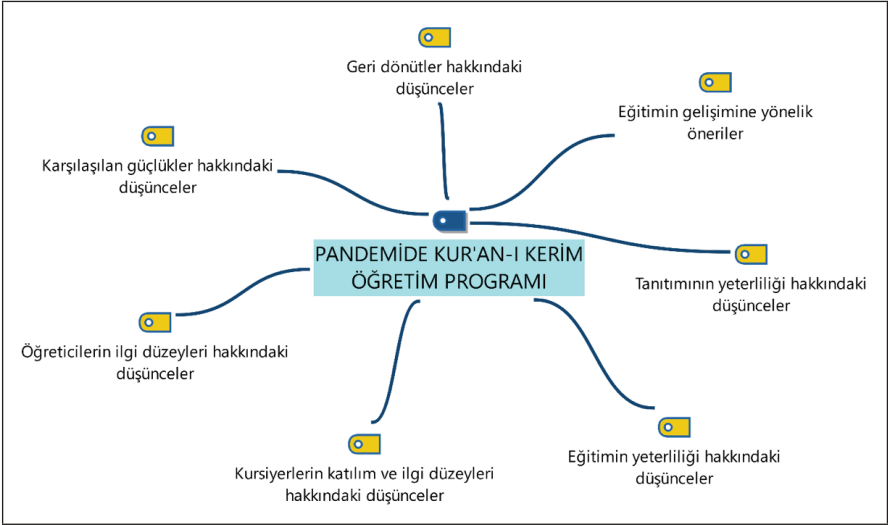 Geri dönütler hakkındaki
düşünceler
Eğitimin gelişimine yönelik
öneriler
Karşılaşılan güçlükler hakkındaki
düşünceler
PANDEMİDE KUR'AN-I KERİM
ÖĞRETİM PROGRAMI
Tanıtımının yeterliliği hakkındaki
düşünceler
Öğreticilerin ilgi düzeyleri hakkındaki
düşünceler
Kursiyerlerin katılım ve ilgi düzeyleri
hakkındaki düşünceler
Eğitimin yeterliliği hakkındaki
düşünceler